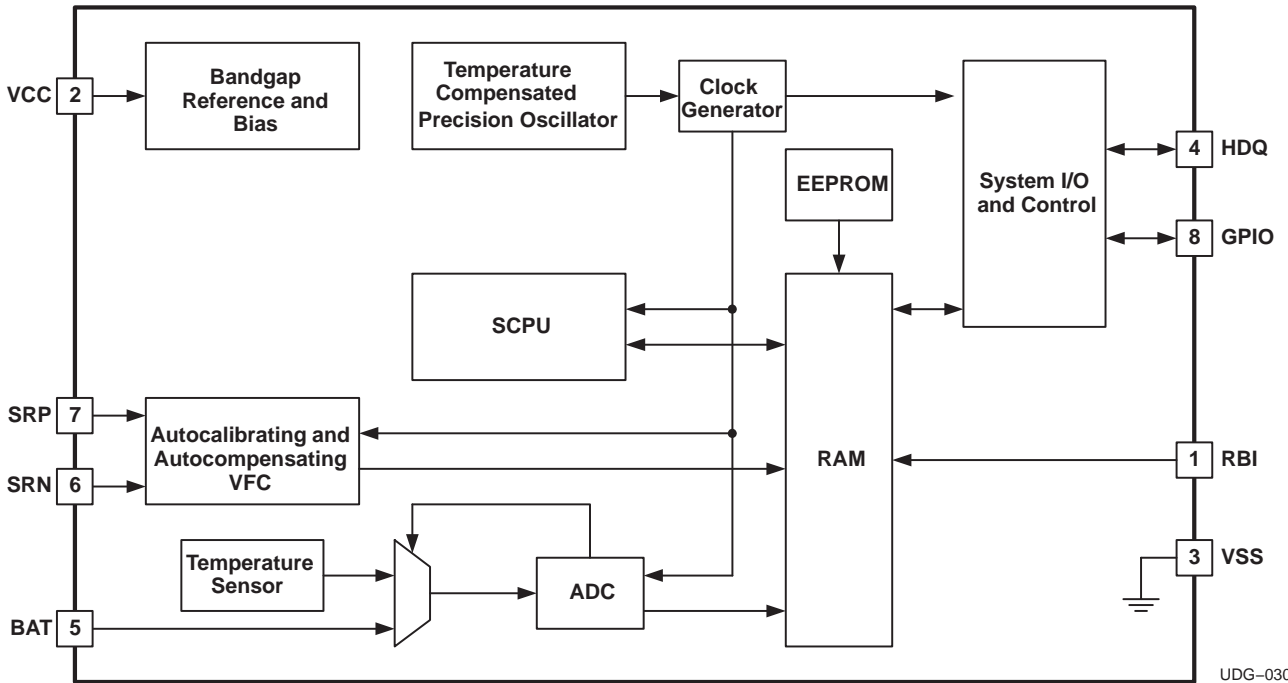 VCC 2
Bandgap
Reference and
Bias
Temperature
Compensated
Precision Oscillator
Clock
Generator
System I/O
and Control
4 HDQ
8 GPIO
EEPROM
SCPU
RAM
SRP 7
SRN 6
Autocalibrating and
Autocompensating
VFC
1 RBI
3 VSS
Temperature
Sensor
ADC
BAT 5
UDG–030